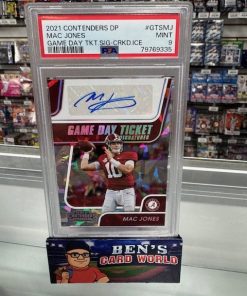 2021 CONTENDERS DP #GTSMJ
MAC JONES MINT
GAME DAY TKT.SIG-CRKD.ICE 9
PSA 79769335
GAME DAY TICKET
SIGNATURES
10
MAC JONES
BEN'S
CARD WORLD